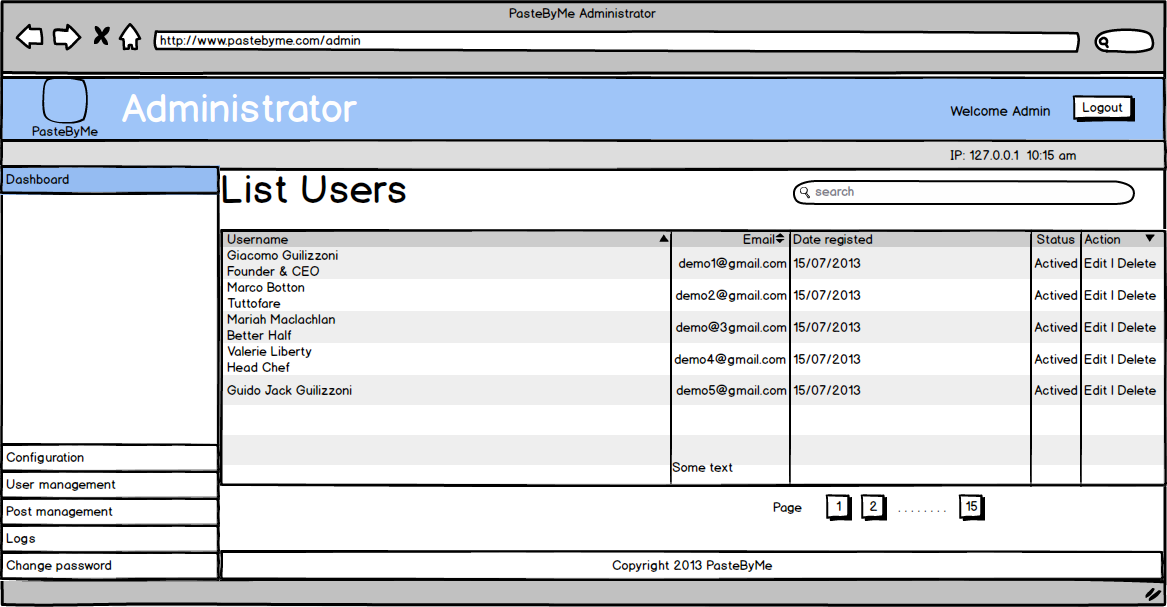 PasteByMe Administrator
http://www.pastebyme.com/admin
PasteByMe
Administrator
Welcome Admin
Logout
IP: 127.0.0.1 10:15 am
Dashboard
List Users
search
Username Email Date registed Status Action
Giacomo Guilizzoni
Founder & CEO
demo1@gmail.com 15/07/2013 Actived Edit | Delete
Marco Botton
Tuttofare
demo2@gmail.com 15/07/2013 Actived Edit | Delete
Mariah Maclachlan
Better Half
demo@3gmail.com 15/07/2013 Actived Edit | Delete
Valerie Liberty
Head Chef
demo4@gmail.com 15/07/2013 Actived Edit | Delete
Guido Jack Guilizzoni demo5@gmail.com 15/07/2013 Actived Edit | Delete
Some text
Configuration
User management
Post management
Logs
Change password
Page 1 2 ........ 15
Copyright 2013 PasteByMe